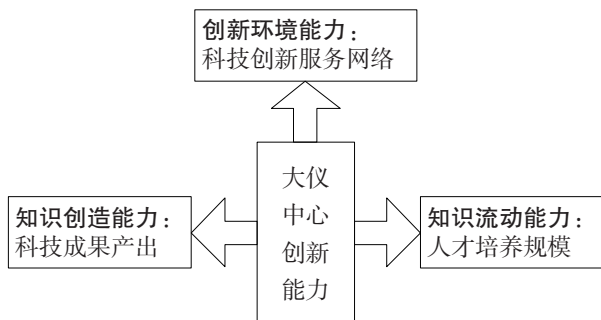 创新环境能力：
科技创新服务网络
大仪
中心
创新
能力
知识创造能力：
科技成果产出
知识流动能力：
人才培养规模